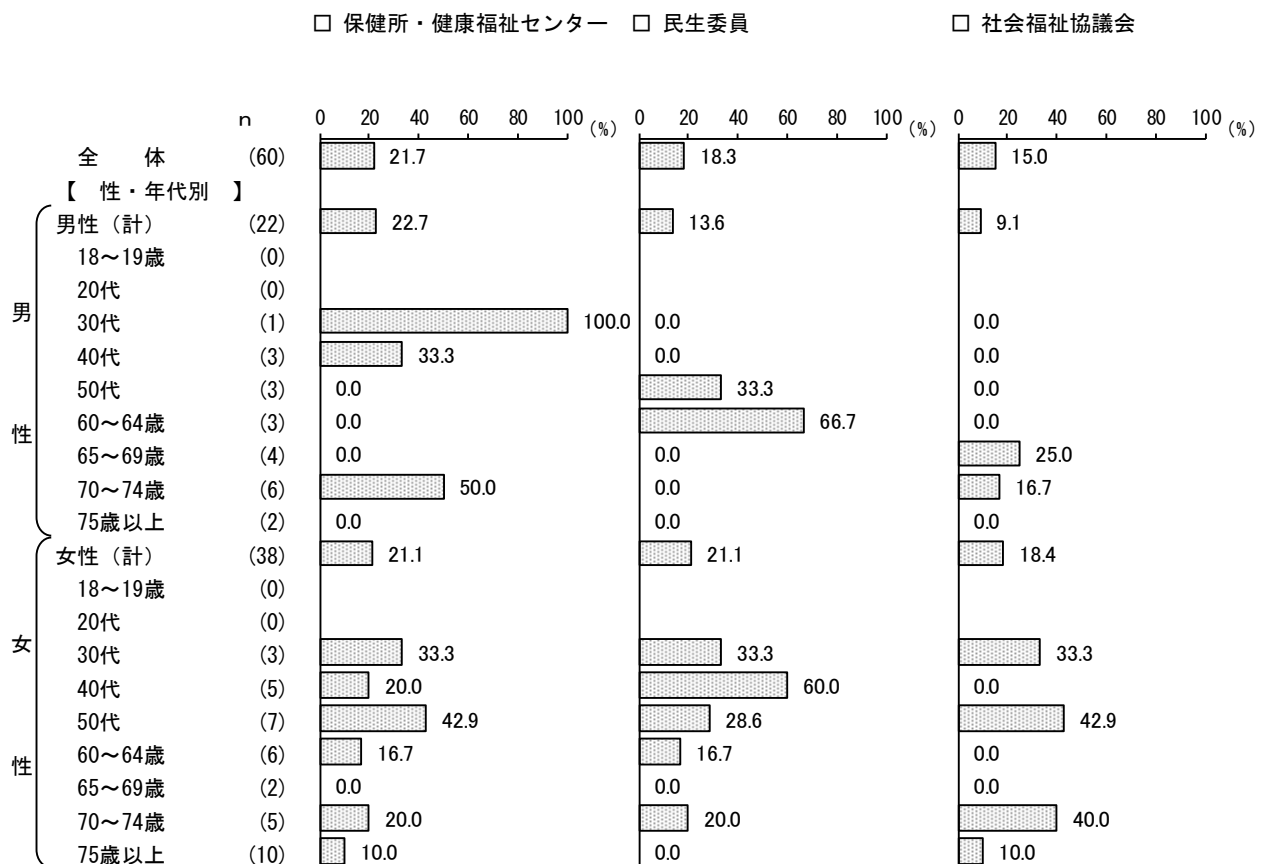 □ 保健所・健康福祉センター □ 民生委員 □ 社会福祉協議会
n 0 20 40 60 80 100 (%) 0 20 40 60 80 100 (%) 0 20 40 60 80 100 (%)
全 体 (60) 21.7 18.3 15.0
【 性・年代別 】
男性（計） (22) 22.7 13.6 9.1
18～19歳 (0)
20代 (0)
男 30代 (1) 100.0 0.0 0.0
40代 (3) 33.3 0.0 0.0
50代 (3) 0.0 33.3 0.0
性 60～64歳 (3) 0.0 66.7 0.0
65～69歳 (4) 0.0 0.0 25.0
70～74歳 (6) 50.0 0.0 16.7
75歳以上 (2) 0.0 0.0 0.0
女性（計） (38) 21.1 21.1 18.4
18～19歳 (0)
20代 (0)
女 30代 (3) 33.3 33.3 33.3
40代 (5) 20.0 60.0 0.0
50代 (7) 42.9 28.6 42.9
60～64歳 (6) 16.7 16.7 0.0
性 65～69歳 (2) 0.0 0.0 0.0
70～74歳 (5) 20.0 20.0 40.0
75歳以上 (10) 10.0 0.0 10.0